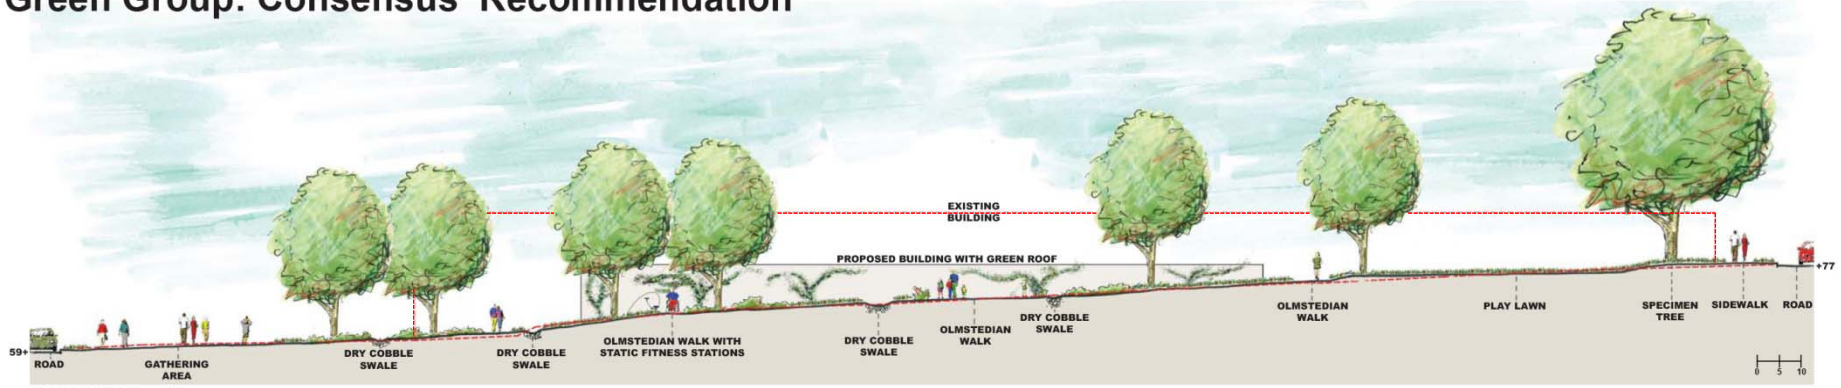 Green Group: Consensus Recommendation
EXISTING
BUILDING
PROPOSED BUILDING WITH GREEN ROOF
+77
59+
ROAD
GATHERING
AREA
DRY COBBLE
SWALE
DRY COBBLE
SWALE
OLMSTEDIAN WALK WITH
STATIC FITNESS STATIONS
DRY COBBLE
SWALE
OLMSTEDIAN
WALK
DRY COBBLE
SWALE
OLMSTEDIAN
WALK
PLAY LAWN
SPECIMEN
TREE
SIDEWALK
ROAD
0 5 10